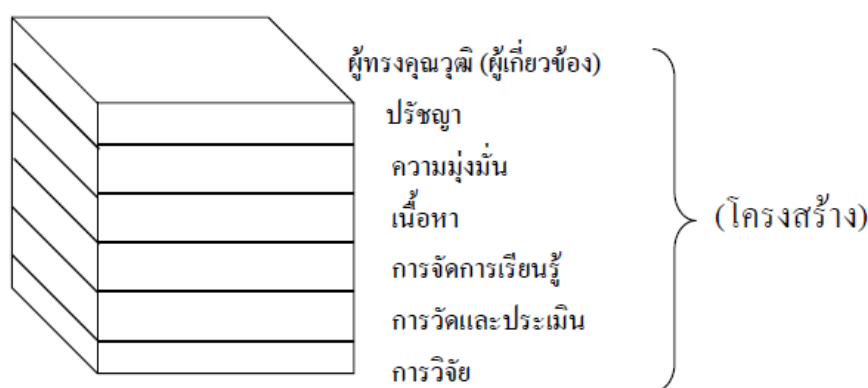 ผู้ทรงคุณวุฒิ (ผู้เกี่ยวข้อง)
ปรัชญา
ความมุ่งมั่น
เนื้อหา
(โครงสร้าง)
การจัดการเรียนรู้
การวัดและประเมิน
การวิจัย